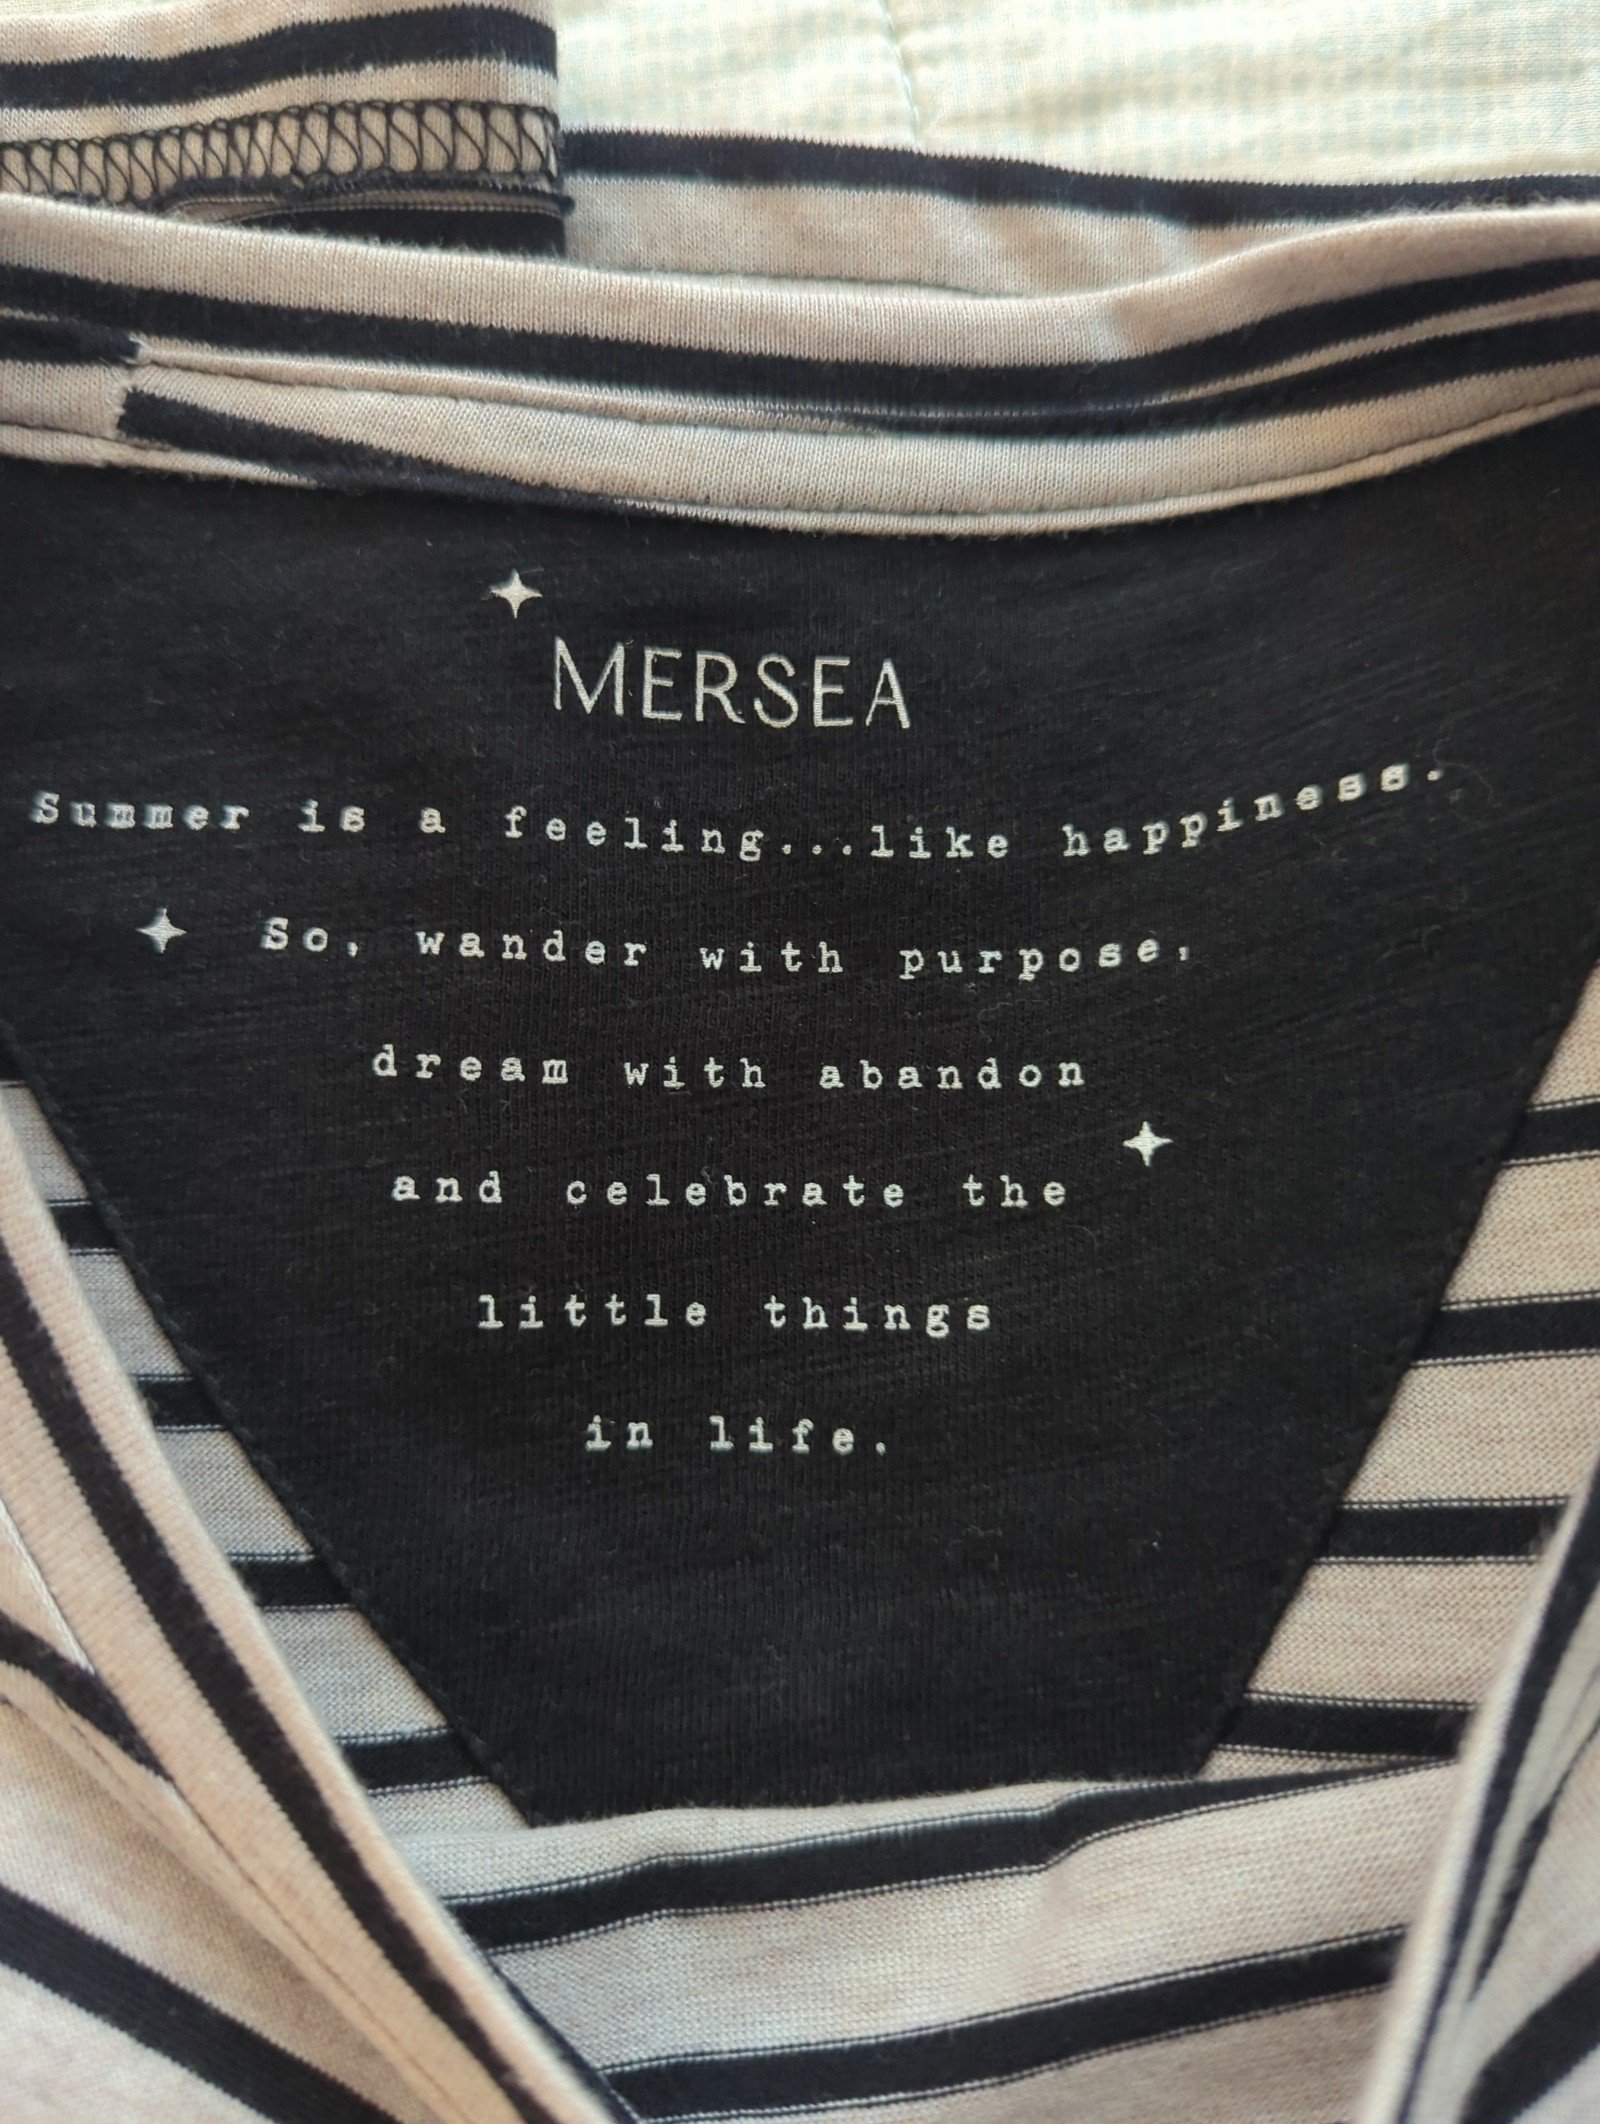 MERSEA
Summer is a feeling...like happiness.
So, wander with purpose,
dream with abandon
and celebrate the
little things
in life.